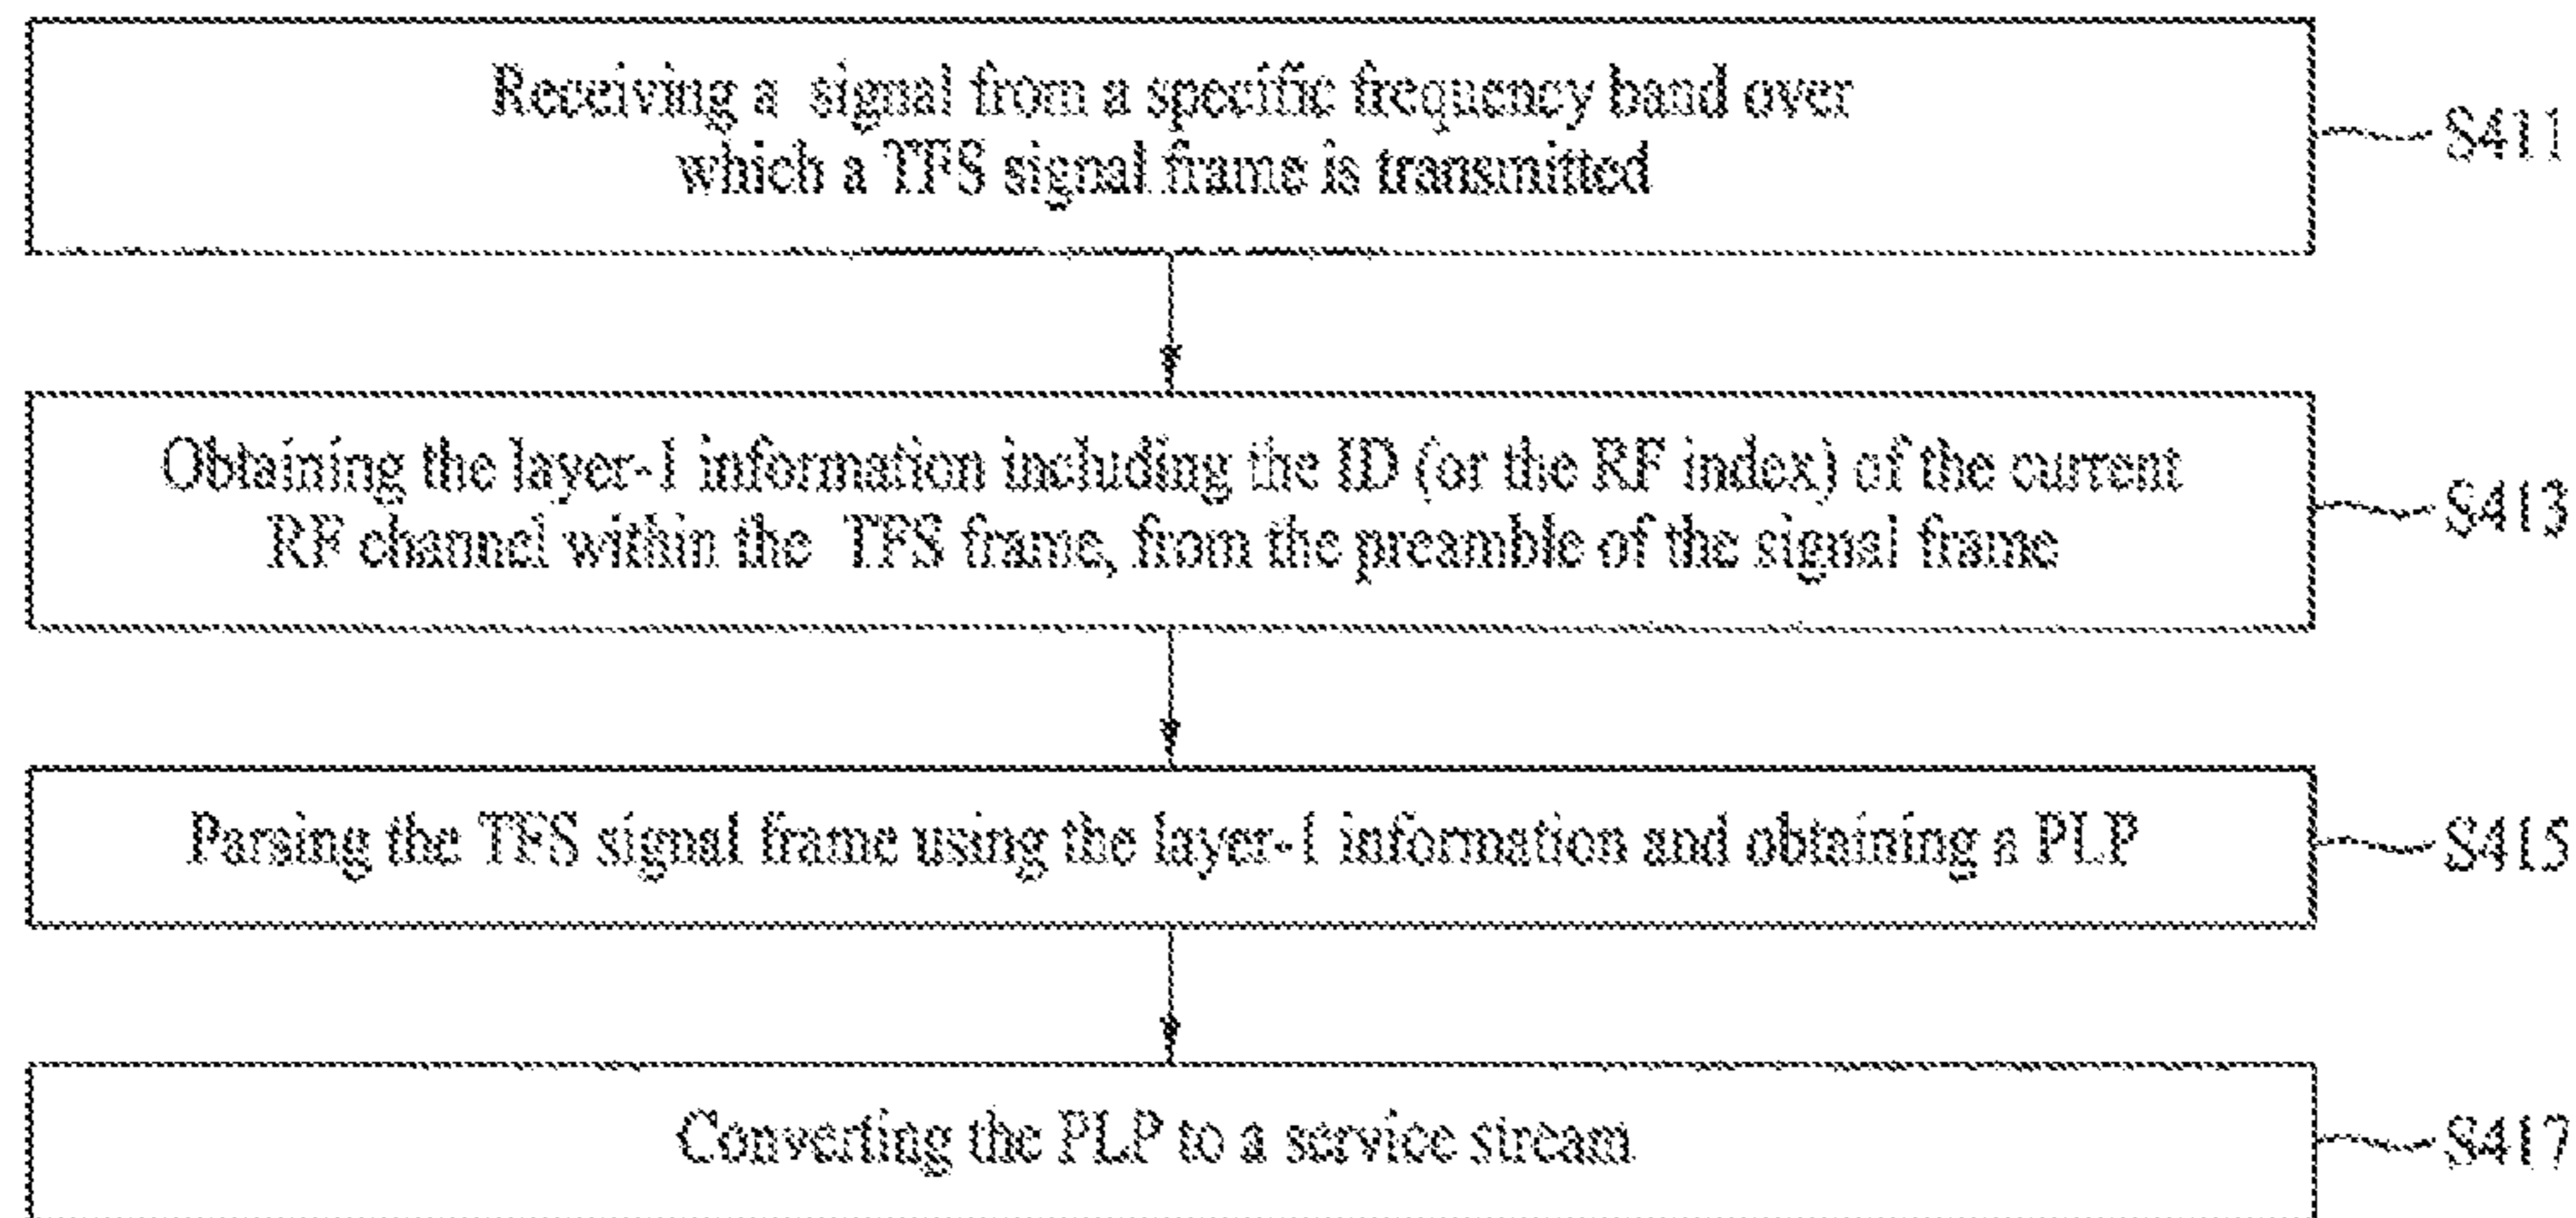 Receiving a signal from a specific frequency band over
which a TFS signal frame is transmitted
S411
Obtaining the layer-1 information including the ID (or the RF index) of the current
RF channel within the TFS frame, from the preamble of the signal frame
S413
Parsing the TFS signal frame using the layer-1 information and obtaining a PLP
S415
Converting the PLP to a service stream
S417